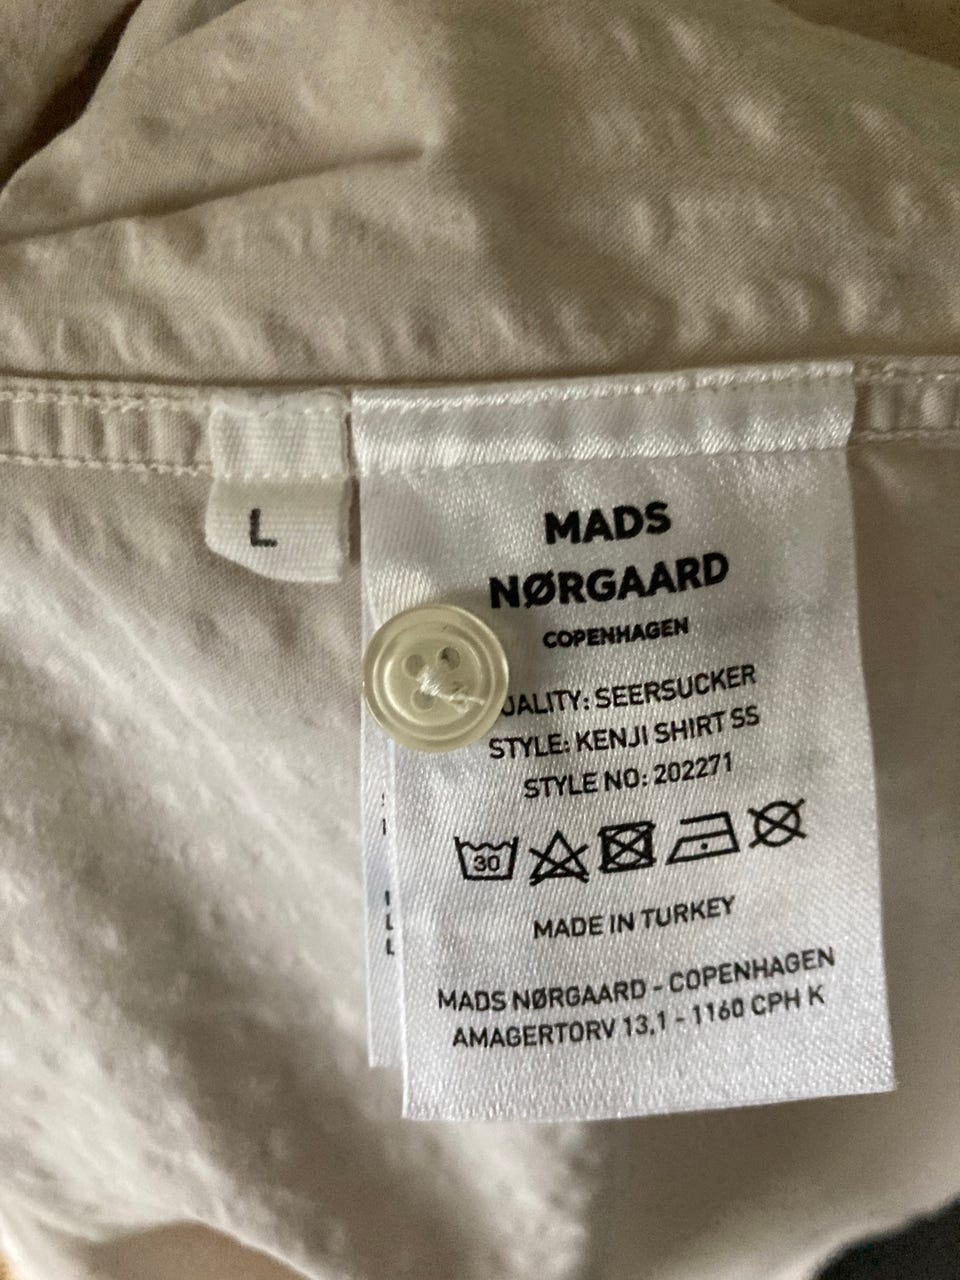 L
MADS
NØRGAARD
COPENHAGEN
UALITY: SEERSUCKER
STYLE: KENJI SHIRT SS
STYLE NO: 202271
30
MADE IN TURKEY
MADS NØRGAARD - COPENHAGEN
AMAGERTORV 13,1 - 1160 CPH K